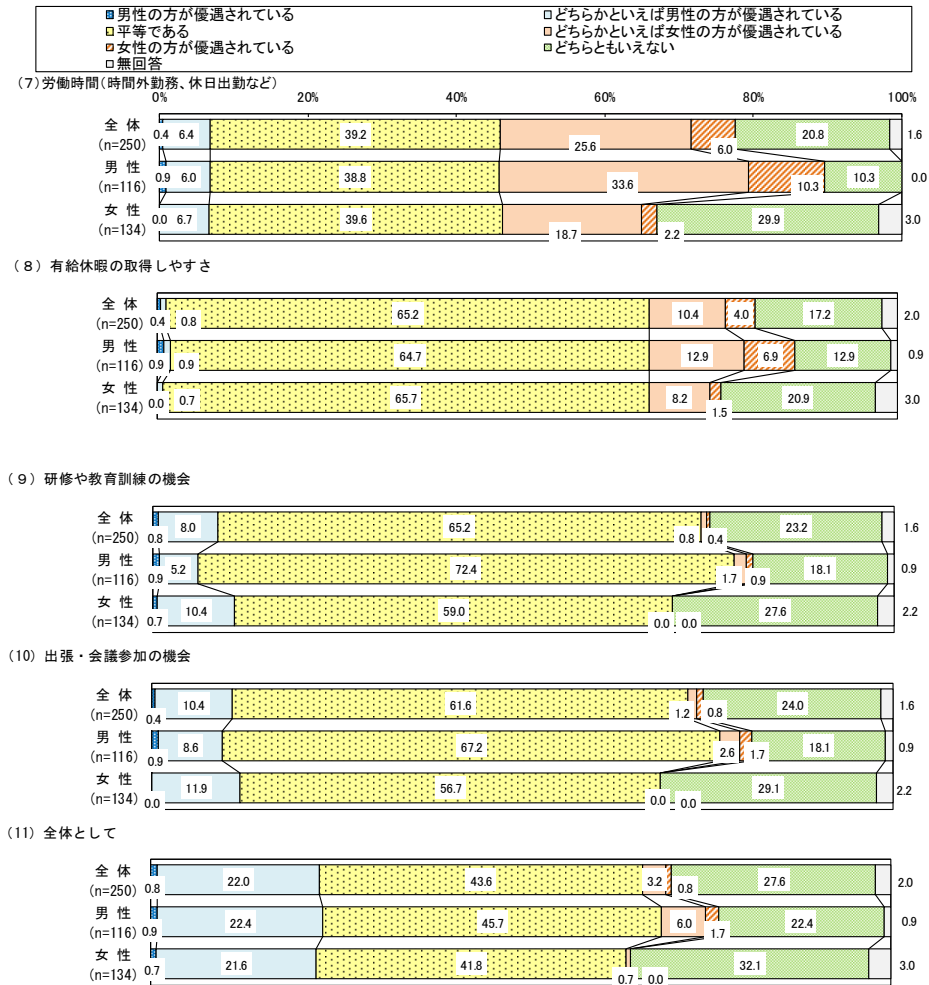 男性の方が優遇されている どちらかといえば男性の方が優遇されている
平等である どちらかといえば女性の方が優遇されている
女性の方が優遇されている どちらともいえない
無回答
（7）労働時間（時間外勤務、休日出勤など）
0% 20% 40% 60% 80% 100%
全 体
(n=250) 0.4 6.4 39.2 25.6 6.0 20.8 1.6
男 性
(n=116) 0.9 6.0 38.8 33.6 10.3 10.3 0.0
女 性
(n=134) 0.0 6.7 39.6 18.7 2.2 29.9 3.0
（８）有給休暇の取得しやすさ
全 体
(n=250) 0.4 0.8 65.2 10.4 4.0 17.2 2.0
男 性
(n=116) 0.9 0.9 64.7 12.9 6.9 12.9 0.9
女 性
(n=134) 0.0 0.7 65.7 8.2 1.5 20.9 3.0
（９）研修や教育訓練の機会
全 体
(n=250) 0.8 8.0 65.2 0.8 0.4 23.2 1.6
男 性
(n=116) 0.9 5.2 72.4 1.7 0.9 18.1 0.9
女 性
(n=134) 0.7 10.4 59.0 0.0 0.0 27.6 2.2
（10）出張・会議参加の機会
全 体
(n=250) 0.4 10.4 61.6 1.2 0.8 24.0 1.6
男 性
(n=116) 0.9 8.6 67.2 2.6 1.7 18.1 0.9
女 性
(n=134) 0.0 11.9 56.7 0.0 0.0 29.1 2.2
（11）全体として
全 体
(n=250) 0.8 22.0 43.6 3.2 0.8 27.6 2.0
男 性
(n=116) 0.9 22.4 45.7 6.0 1.7 22.4 0.9
女 性
(n=134) 0.7 21.6 41.8 0.7 0.0 32.1 3.0